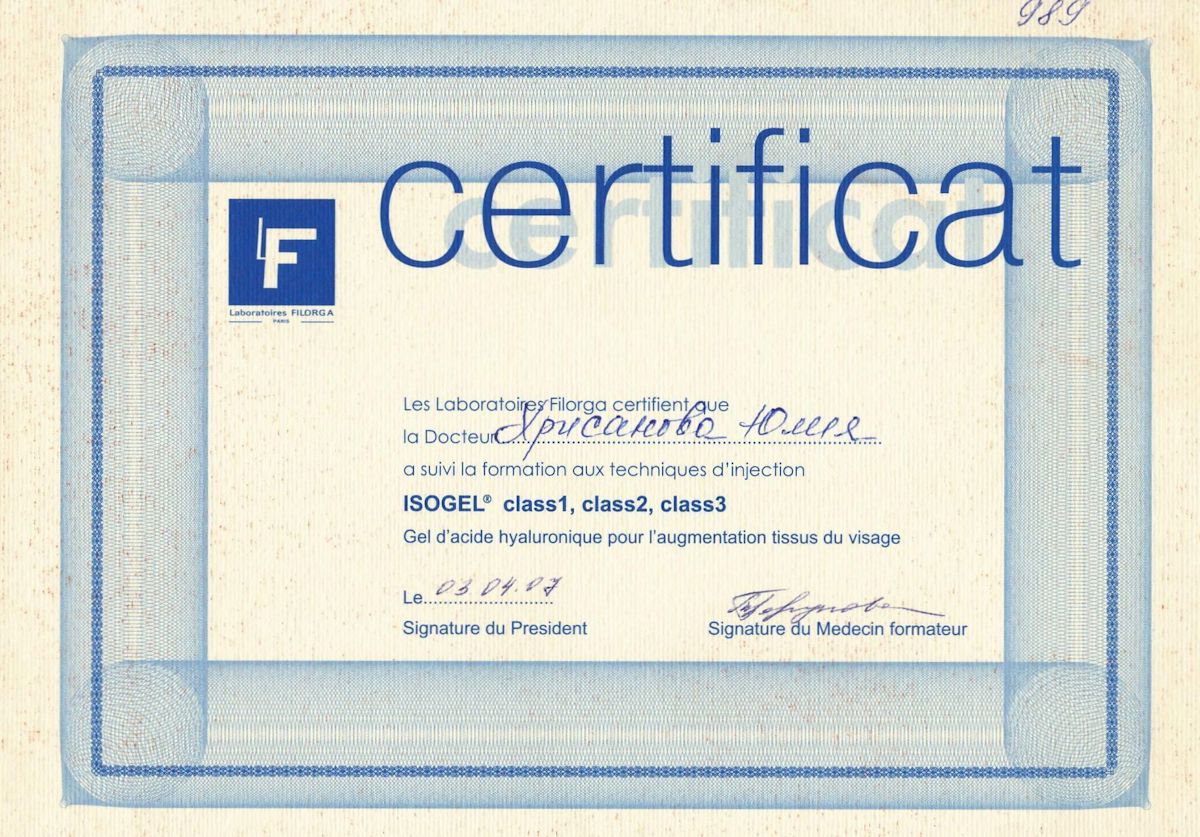 989
certificat
LF
Laboratoires FILORGA
PARIS
Les Laboratoires Filorga certifient que
la Docteur Хрисанова Юлия
a suivi la formation aux techniques d'injection
ISOGEL® class1, class2, class3
Gel d'acide hyaluronique pour l'augmentation tissus du visage
Le 03.04.07
Signature du President
Signature du Medecin formateur